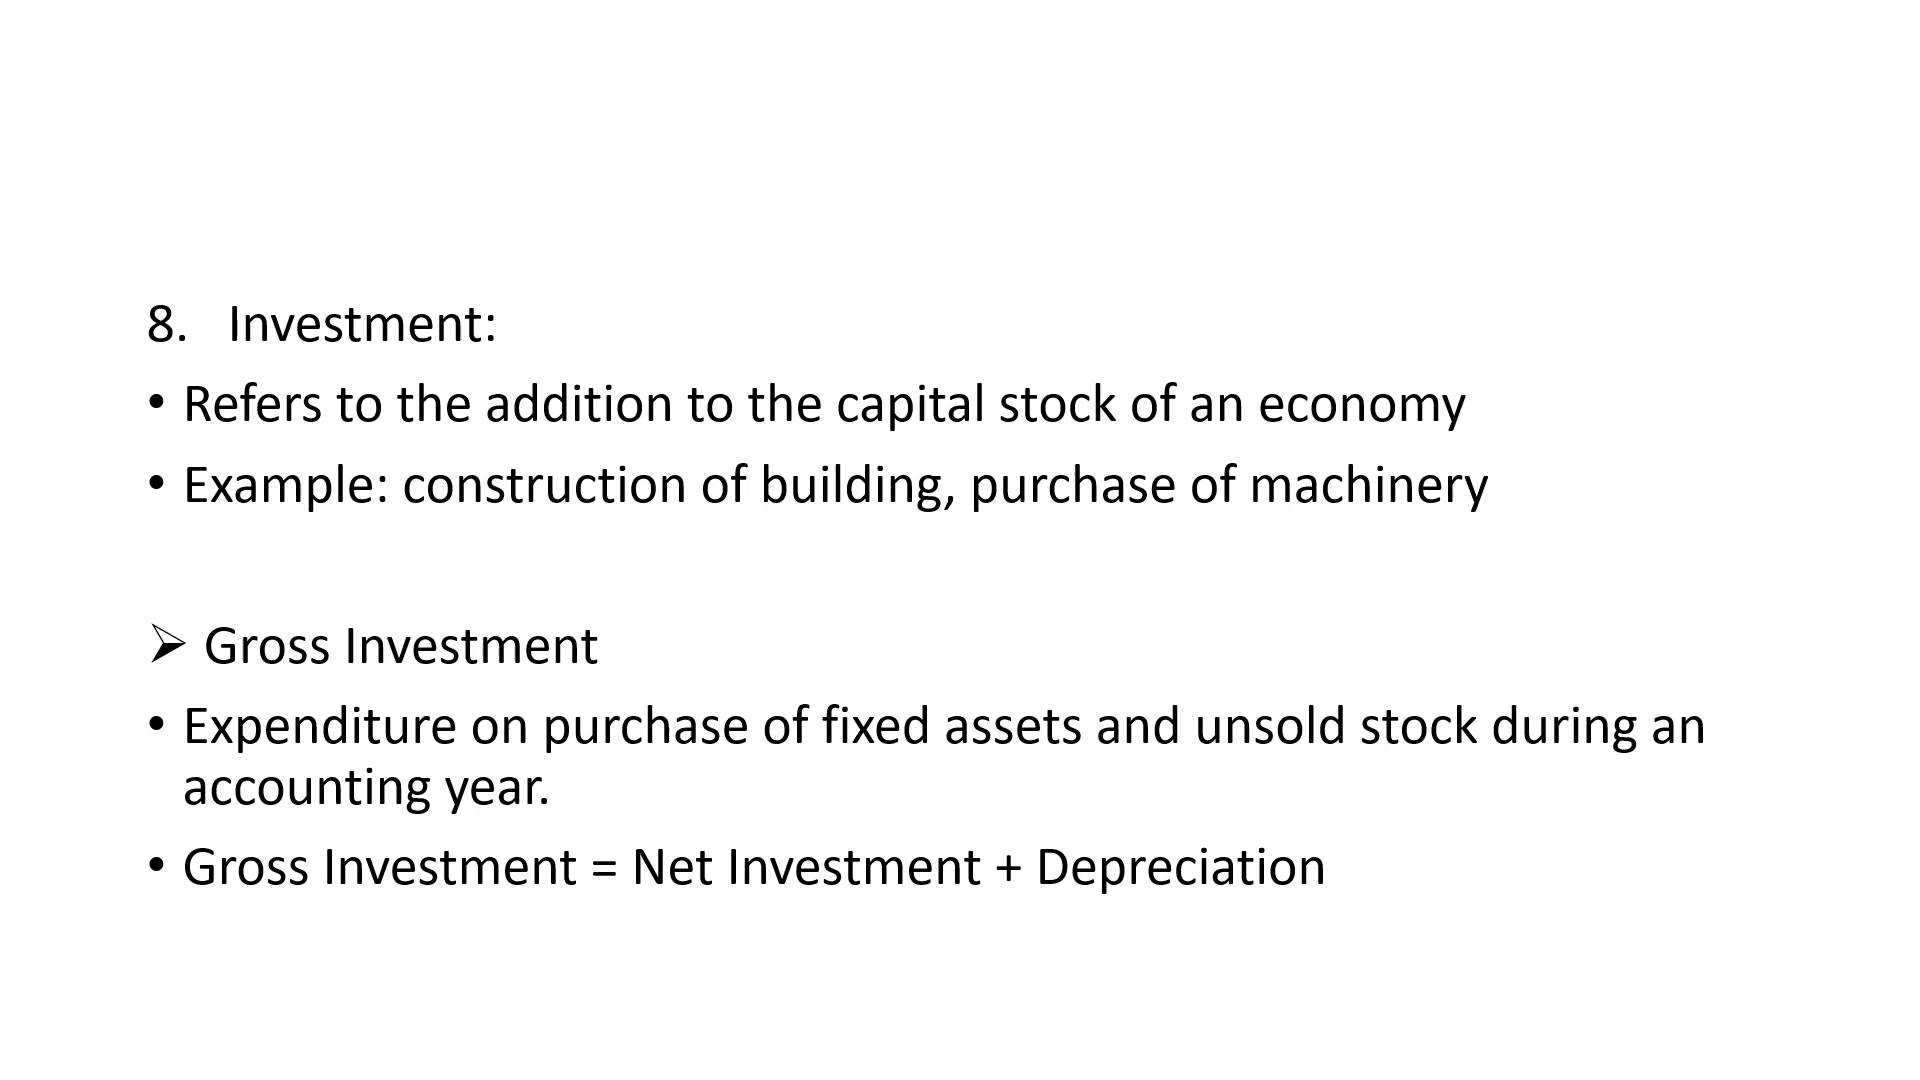 8. Investment:
• Refers to the addition to the capital stock of an economy
• Example: construction of building, purchase of machinery
➢ Gross Investment
• Expenditure on purchase of fixed assets and unsold stock during an
accounting year.
• Gross Investment = Net Investment + Depreciation